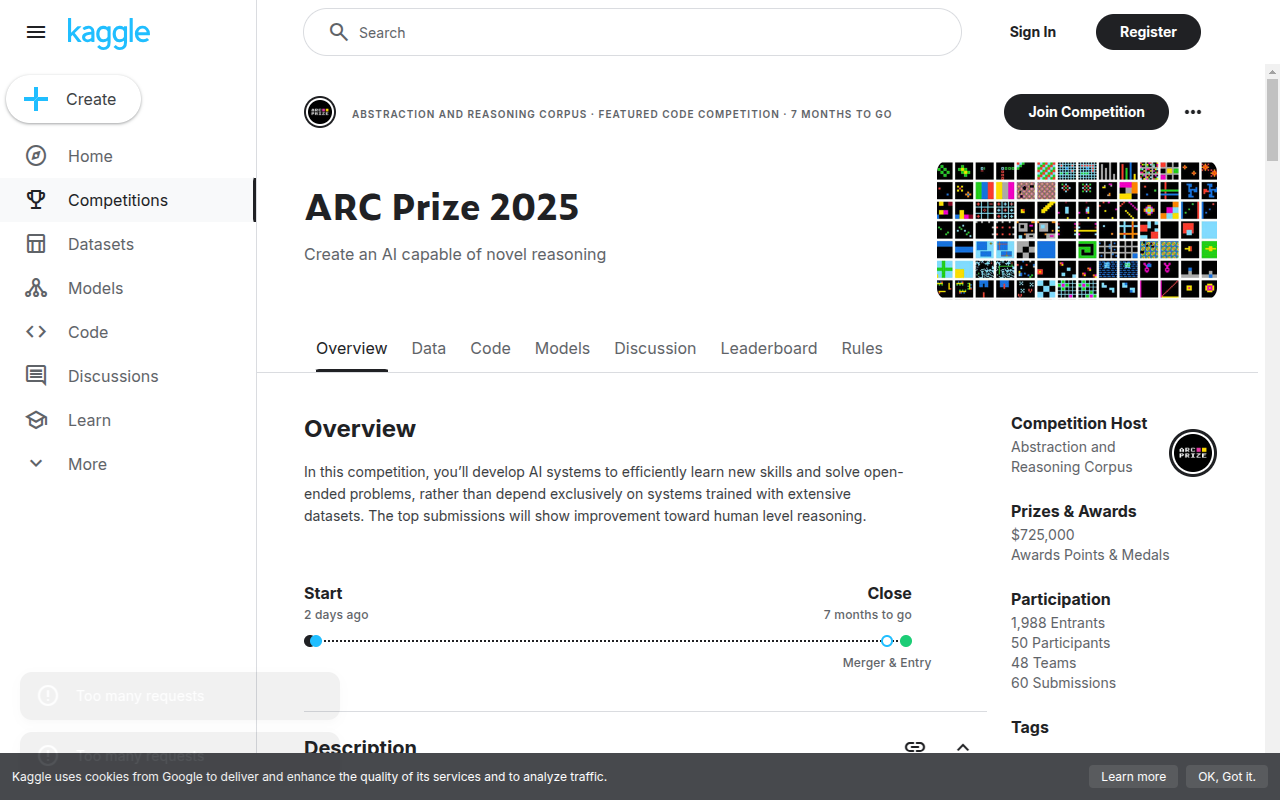 kaggle
Search
Sign In
Register
Create
Home
Competitions
Datasets
Models
Code
Discussions
Learn
More
ARC PRIZE
ABSTRACTION AND REASONING CORPUS · FEATURED CODE COMPETITION · 7 MONTHS TO GO
Join Competition
ARC Prize 2025
Create an AI capable of novel reasoning
Overview
Data
Code
Models
Discussion
Leaderboard
Rules
Overview
In this competition, you’ll develop AI systems to efficiently learn new skills and solve open-
ended problems, rather than depend exclusively on systems trained with extensive
datasets. The top submissions will show improvement toward human level reasoning.
Start
2 days ago
Close
7 months to go
Merger & Entry
Description
Competition Host
Abstraction and
Reasoning Corpus
ARC
PRIZE
Prizes & Awards
$725,000
Awards Points & Medals
Participation
1,988 Entrants
50 Participants
48 Teams
60 Submissions
Tags
Too many requests
Too many requests
Kaggle uses cookies from Google to deliver and enhance the quality of its services and to analyze traffic.
Learn more
OK, Got it.